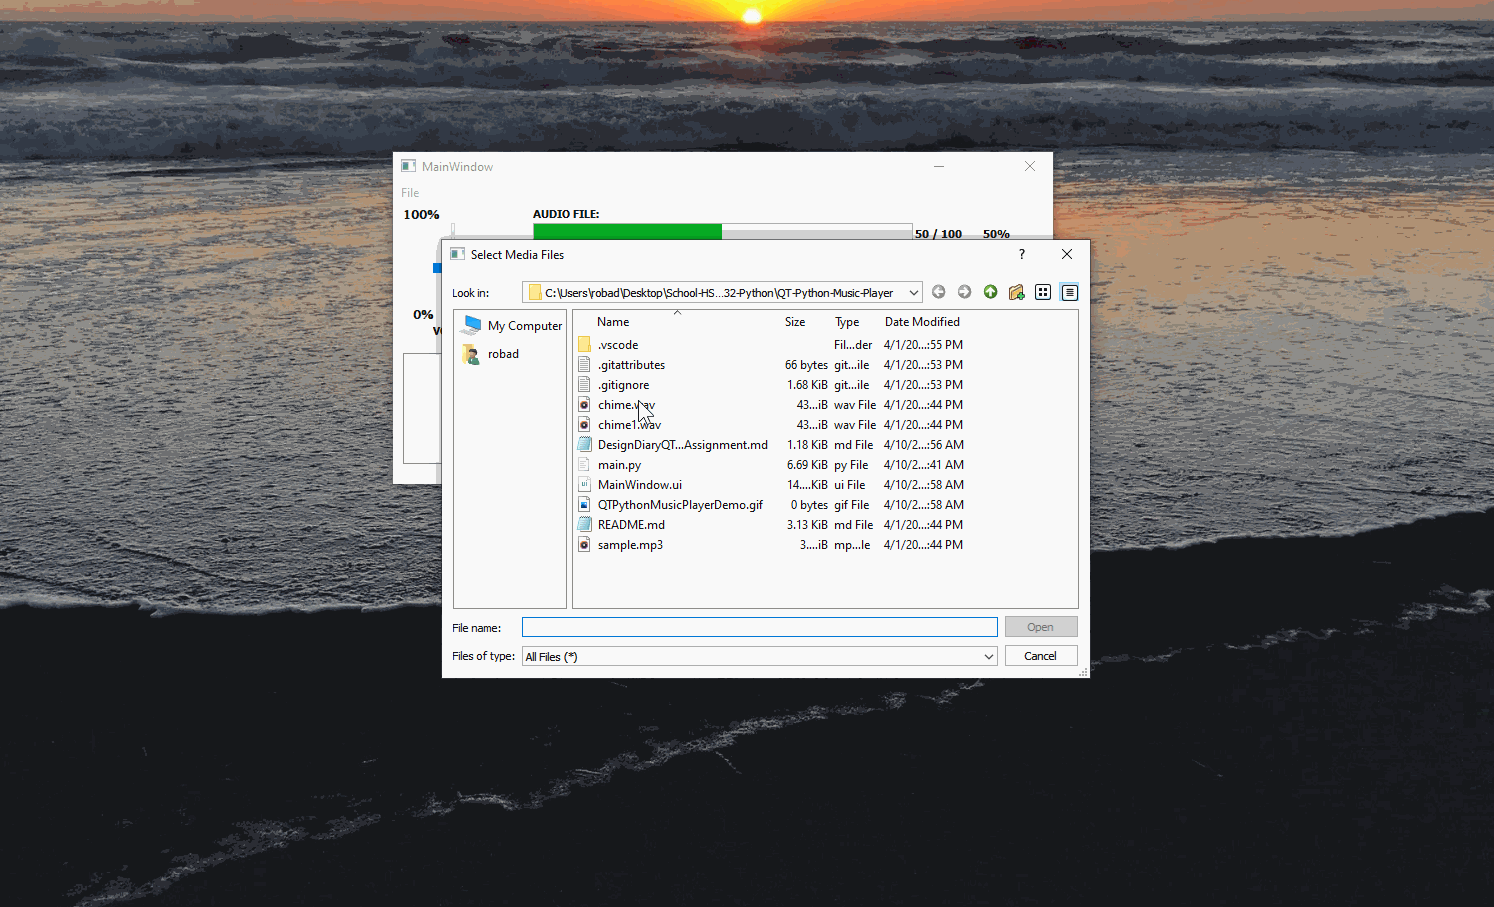 MainWindow
File
100%
AUDIO FILE:
50 / 100 50%
0%
Select Media Files
?
Look in: C:\Users\robad\Desktop\School-HS...32-Python\QT-Python-Music-Player
My Computer
robad
Name Size Type Date Modified
.vscode Fil...der 4/1/20...:55 PM
.gitattributes 66 bytes git...ile 4/1/20...:53 PM
.gitignore 1.68 KiB git...ile 4/1/20...:53 PM
chime.wav 43...iB wav File 4/1/20...:44 PM
chime1.wav 43...iB wav File 4/1/20...:44 PM
DesignDiaryQT...Assignment.md 1.18 KiB md File 4/10/2...:56 AM
main.py 6.69 KiB py File 4/10/2...:41 AM
MainWindow.ui 14....KiB ui File 4/10/2...:58 AM
QTPythonMusicPlayerDemo.gif 0 bytes gif File 4/10/2...:58 AM
README.md 3.13 KiB md File 4/1/20...:44 PM
sample.mp3 3....iB mp...le 4/1/20...:44 PM
File name: Open
Files of type: All Files (*) Cancel